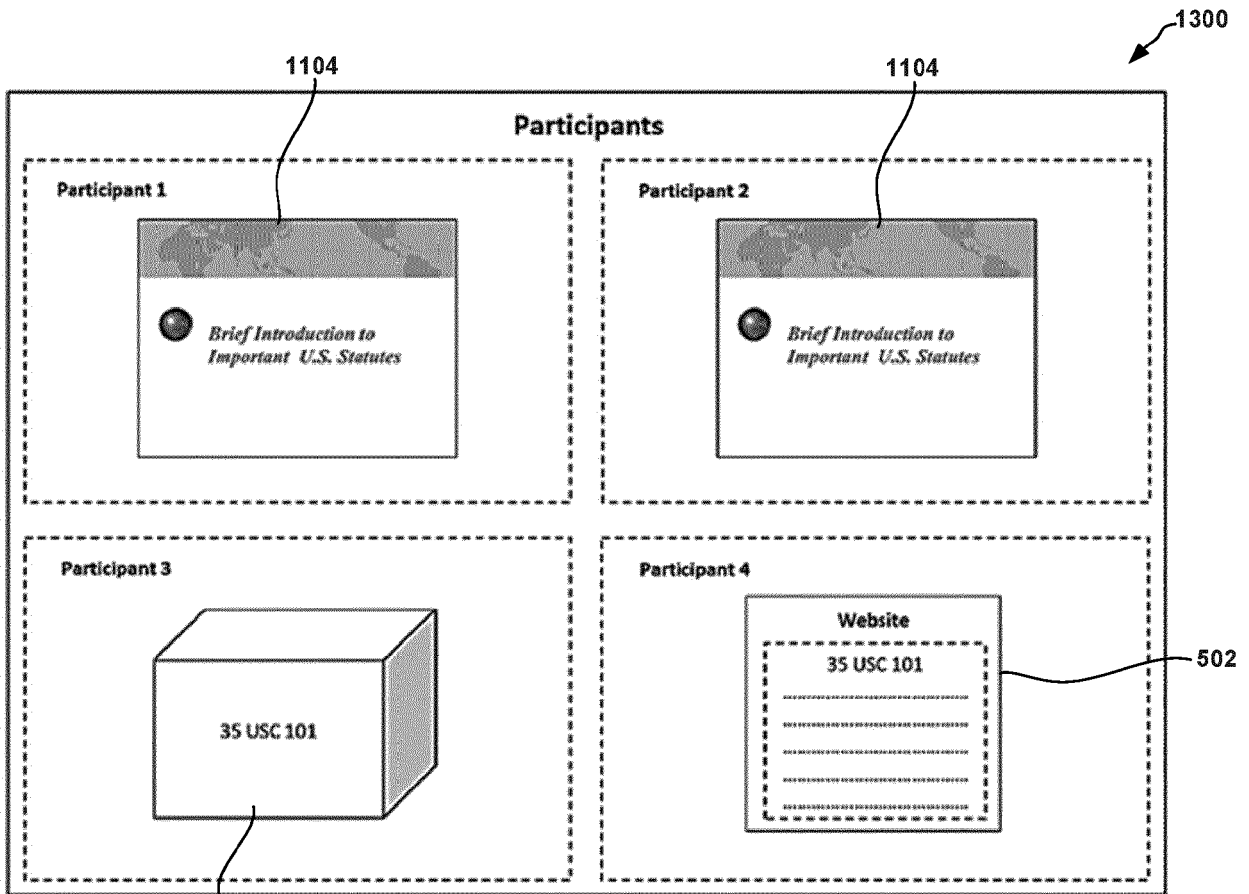 1300
1104
1104
Participants
Participant 1
Participant 2
Brief Introduction to
Important U.S. Statutes
Brief Introduction to
Important U.S. Statutes
Participant 3
Participant 4
Website
35 USC 101
502
35 USC 101